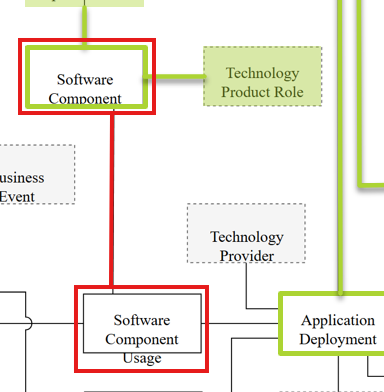 Software
Component
Technology
Product Role
usiness
Event
Technology
Provider
Software
Component
Usage
Application
Deployment